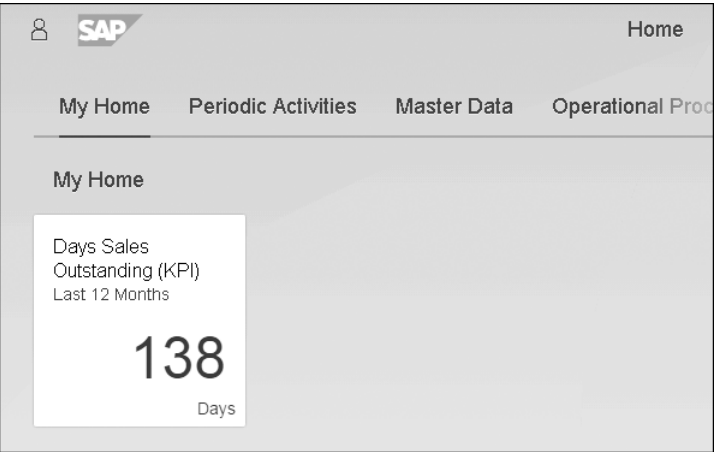 SAP
Home
My Home Periodic Activities Master Data Operational Proc
My Home
Days Sales
Outstanding (KPI)
Last 12 Months
138
Days